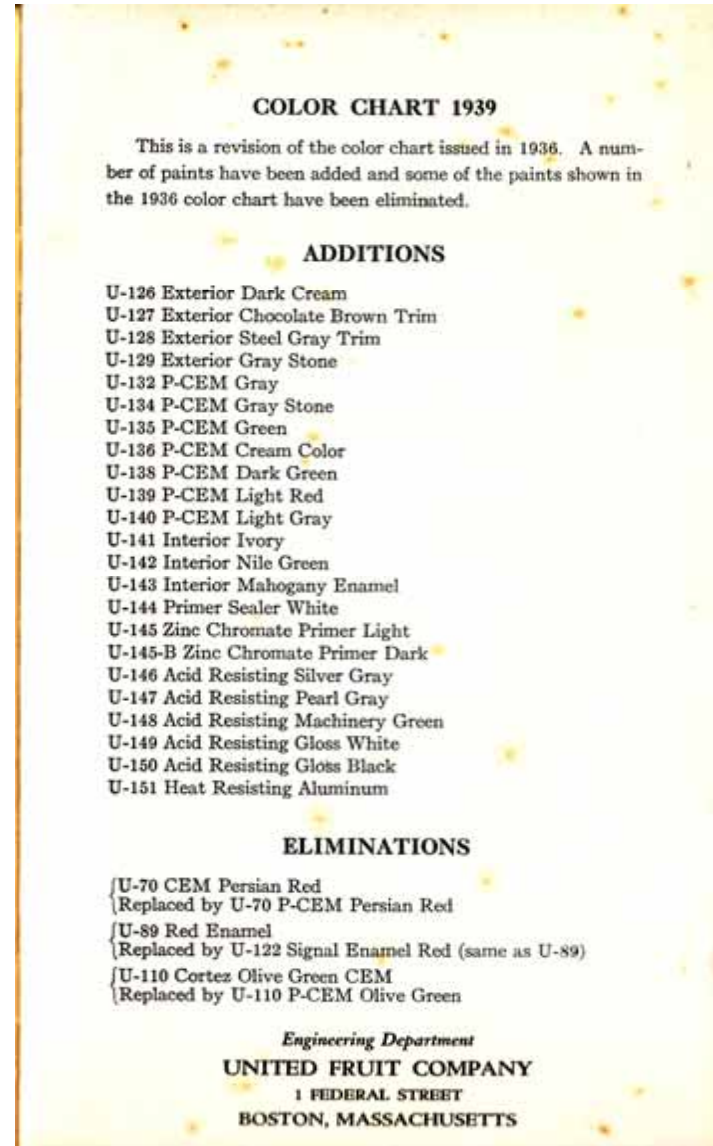 COLOR CHART 1939
This is a revision of the color chart issued in 1936. A num-
ber of paints have been added and some of the paints shown in
the 1936 color chart have been eliminated.
ADDITIONS
U-126 Exterior Dark Cream
U-127 Exterior Chocolate Brown Trim
U-128 Exterior Steel Gray Trim
U-129 Exterior Gray Stone
U-132 P-CEM Gray
U-134 P-CEM Gray Stone
U-135 P-CEM Green
U-136 P-CEM Cream Color
U-138 P-CEM Dark Green
U-139 P-CEM Light Red
U-140 P-CEM Light Gray
U-141 Interior Ivory
U-142 Interior Nile Green
U-143 Interior Mahogany Enamel
U-144 Primer Sealer White
U-145 Zinc Chromate Primer Light
U-145-B Zinc Chromate Primer Dark
U-146 Acid Resisting Silver Gray
U-147 Acid Resisting Pearl Gray
U-148 Acid Resisting Machinery Green
U-149 Acid Resisting Gloss White
U-150 Acid Resisting Gloss Black
U-151 Heat Resisting Aluminum
ELIMINATIONS
U-70 CEM Persian Red
Replaced by U-70 P-CEM Persian Red
U-89 Red Enamel
Replaced by U-122 Signal Enamel Red (same as U-89)
U-110 Cortez Olive Green CEM
Replaced by U-110 P-CEM Olive Green
Engineering Department
UNITED FRUIT COMPANY
1 FEDERAL STREET
BOSTON, MASSACHUSETTS